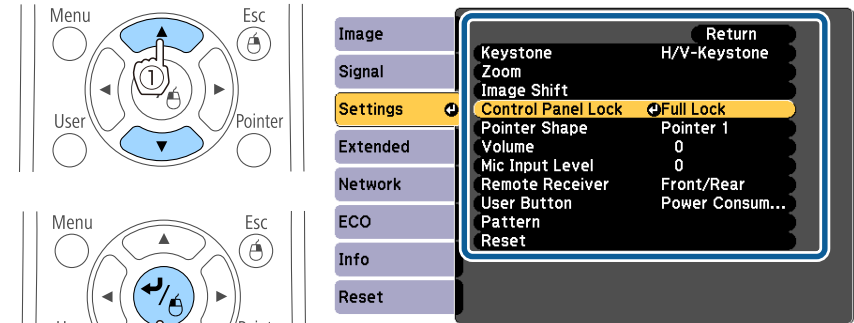 Menu
Esc
①
User
Pointer
Menu
Esc
Image
Signal
Settings
Extended
Network
ECO
Info
Reset
Return
Keystone H/V-Keystone
Zoom
Image Shift
Control Panel Lock Full Lock
Pointer Shape Pointer 1
Volume 0
Mic Input Level 0
Remote Receiver Front/Rear
User Button Power Consum...
Pattern
Reset